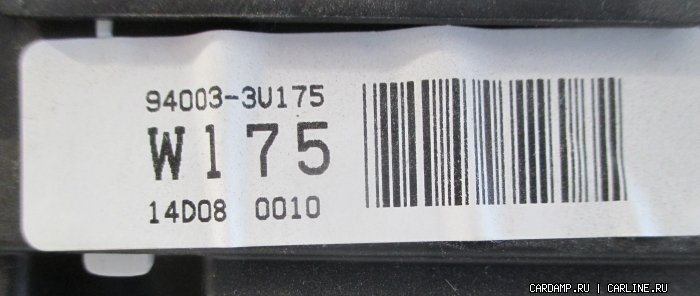 94003-3U175
W175
14D08 0010
CARDAMP.RU | CARLINE.RU